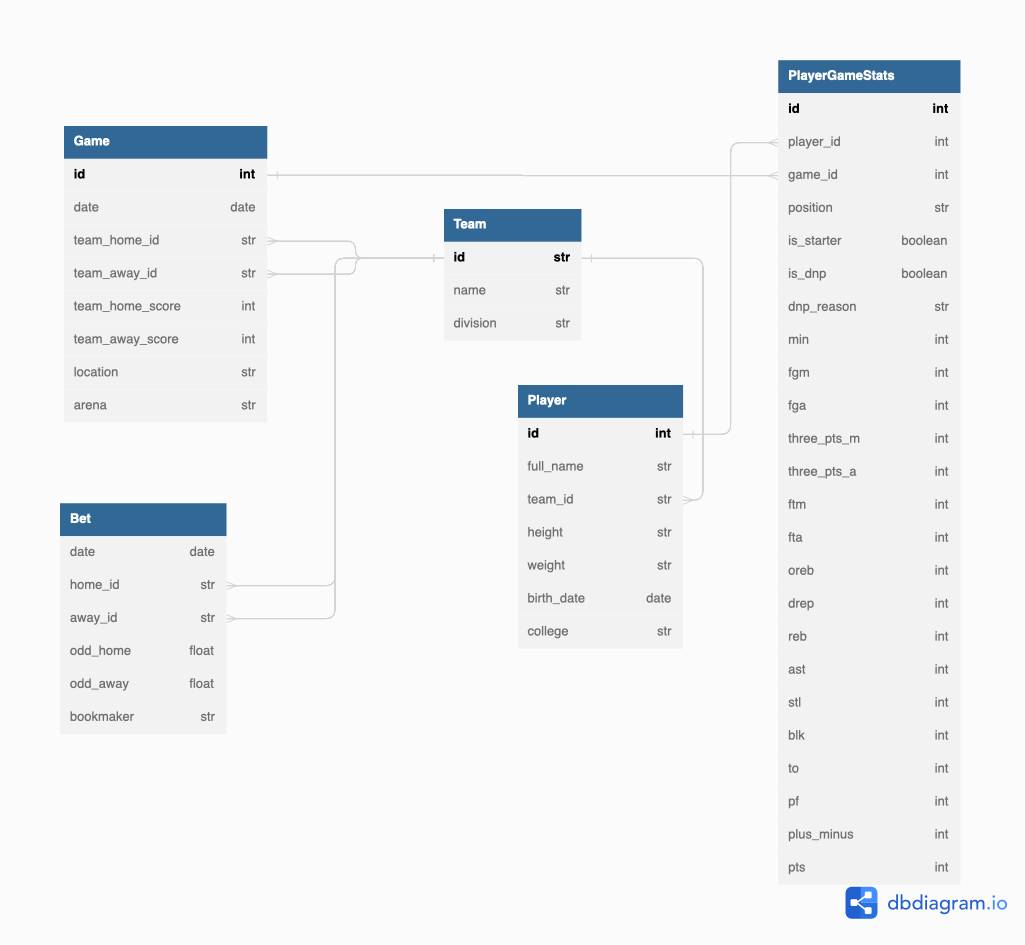 Game
id int
date date
team_home_id str
team_away_id str
team_home_score int
team_away_score int
location str
arena str
Bet
date date
home_id str
away_id str
odd_home float
odd_away float
bookmaker str
Team
id str
name str
division str
Player
id int
full_name str
team_id str
height str
weight str
birth_date date
college str
PlayerGameStats
id int
player_id int
game_id int
position str
is_starter boolean
is_dnp boolean
dnp_reason str
min int
fgm int
fga int
three_pts_m int
three_pts_a int
ftm int
fta int
oreb int
drep int
reb int
ast int
stl int
blk int
to int
pf int
plus_minus int
pts int
dbdiagram.io